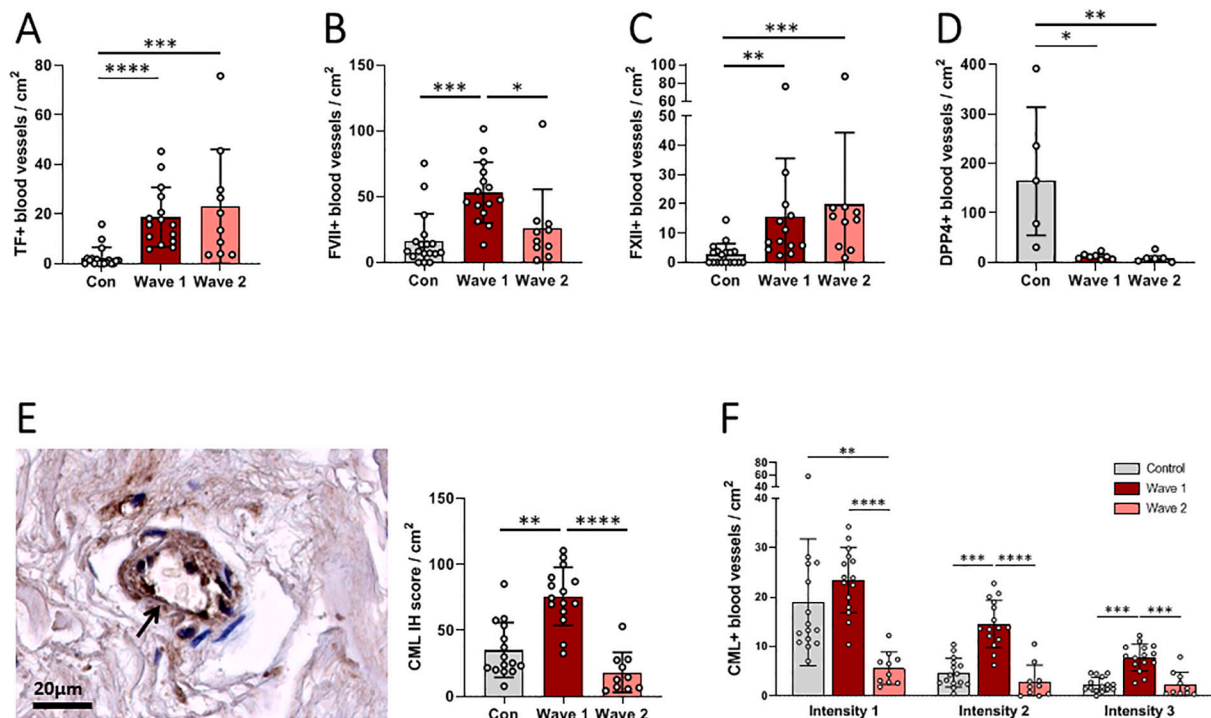 A
TF+ blood vessels / cm2
80
60
40
20
0
***
****
Con Wave 1 Wave 2
B
FVII+ blood vessels / cm2
150
100
50
0
*** *
Con Wave 1 Wave 2
C
FXII+ blood vessels / cm2
100
80
60
50
40
30
20
10
0
***
**
Con Wave 1 Wave 2
D
DPP4+ blood vessels / cm2
400
300
200
100
0
**
*
Con Wave 1 Wave 2
E
20μm
CML IH score / cm2
150
100
50
0
** ****
Con Wave 1 Wave 2
F
CML+ blood vessels / cm2
80
60
40
30
20
10
0
**
****
*** ****
*** ***
Control
Wave 1
Wave 2
Intensity 1 Intensity 2 Intensity 3